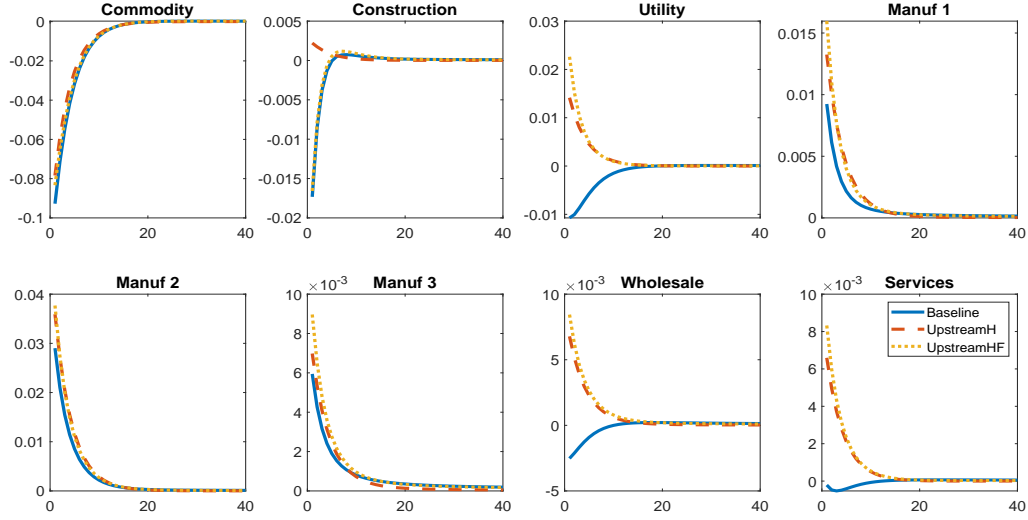 Commodity
0
-0.02
-0.04
-0.06
-0.08
-0.1
0 20 40
Construction
0.005
0
-0.005
-0.01
-0.015
-0.02
0 20 40
Utility
0.03
0.02
0.01
0
-0.01
0 20 40
Manuf 1
0.015
0.01
0.005
0
0 20 40
Manuf 2
0.04
0.03
0.02
0.01
0
0 20 40
Manuf 3
10 ×10⁻³
8
6
4
2
0
0 20 40
Wholesale
10 ×10⁻³
5
0
-5
0 20 40
Services
10 ×10⁻³
8
6
4
2
0
0 20 40
Baseline
UpstreamH
UpstreamHF